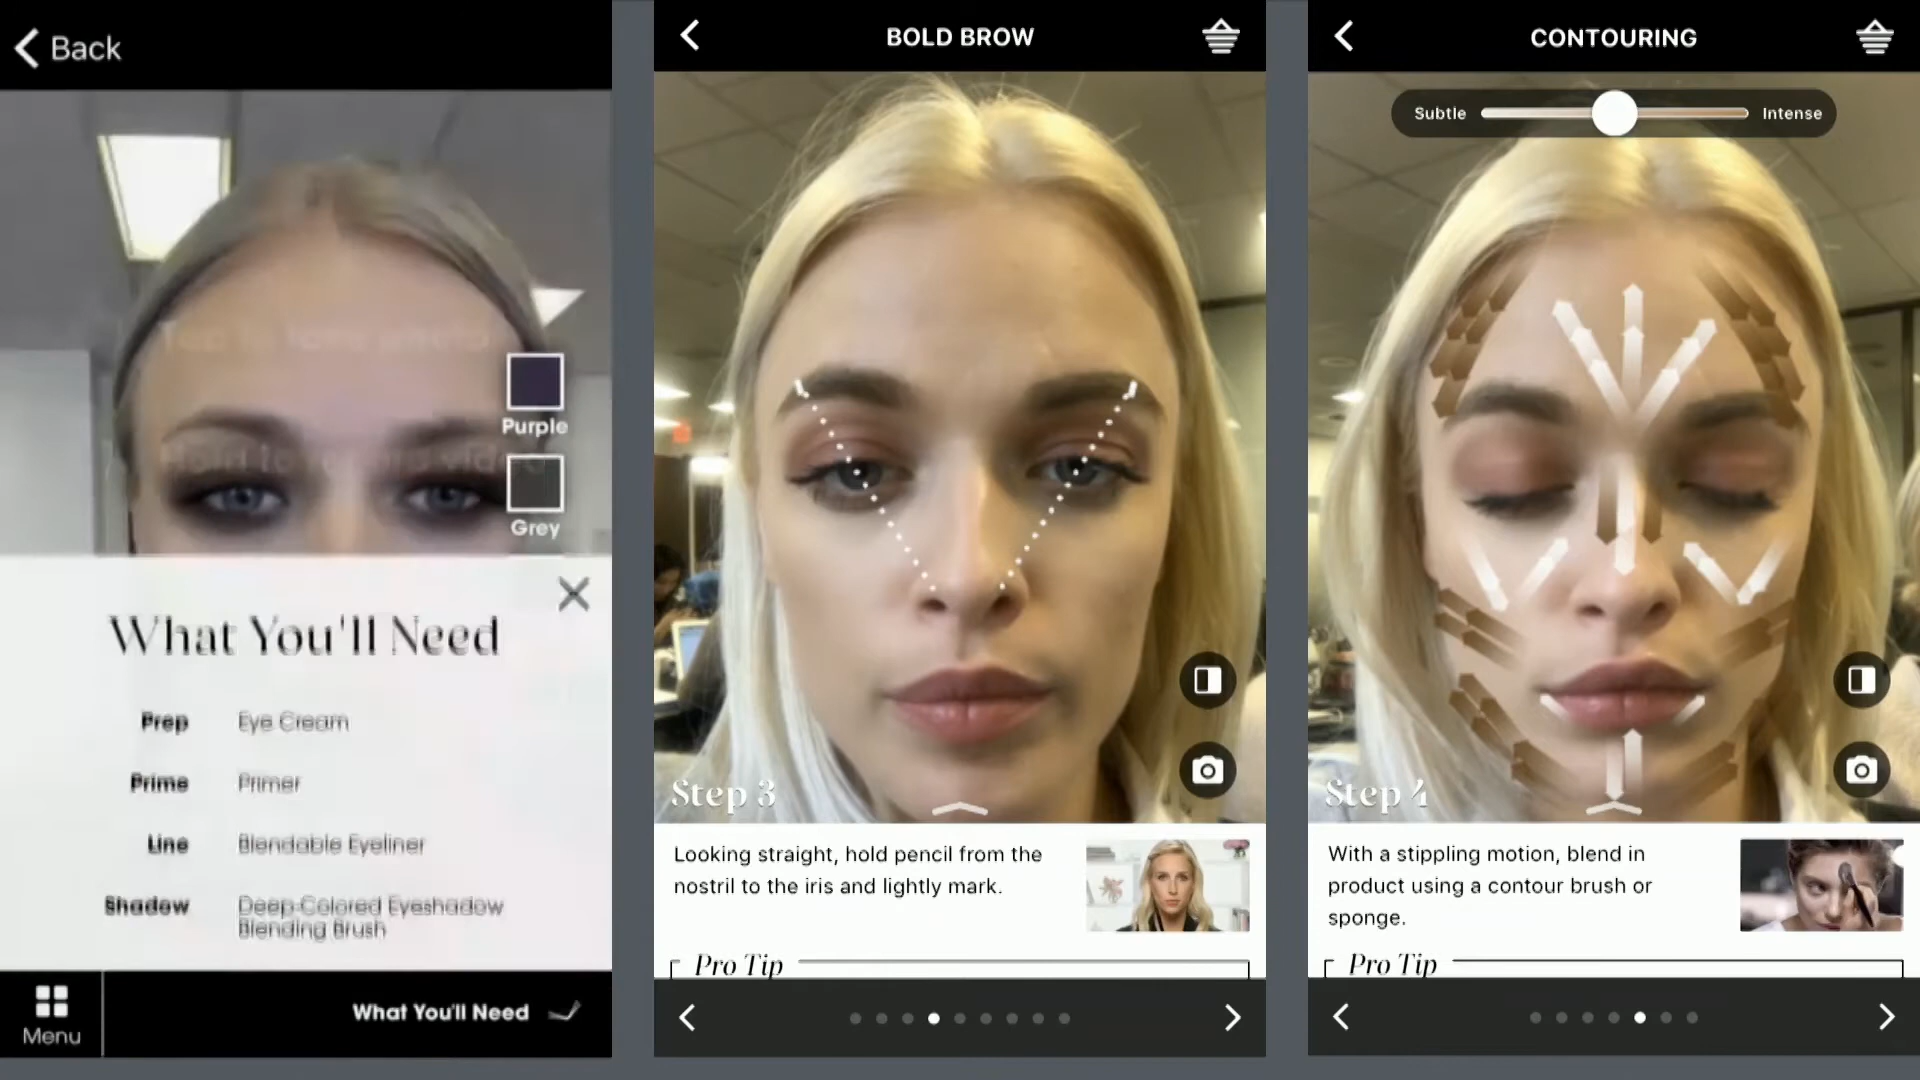 Back
Purple
Grey
What You'll Need
Prep Eye Cream
Prime Primer
Line Blendable Eyeliner
Shadow Deep-Colored Eyeshadow
Blending Brush
Menu
What You'll Need
BOLD BROW
Step 3
Looking straight, hold pencil from the
nostril to the iris and lightly mark.
Pro Tip
CONTOURING
Subtle Intense
Step 4
With a stippling motion, blend in
product using a contour brush or
sponge.
Pro Tip